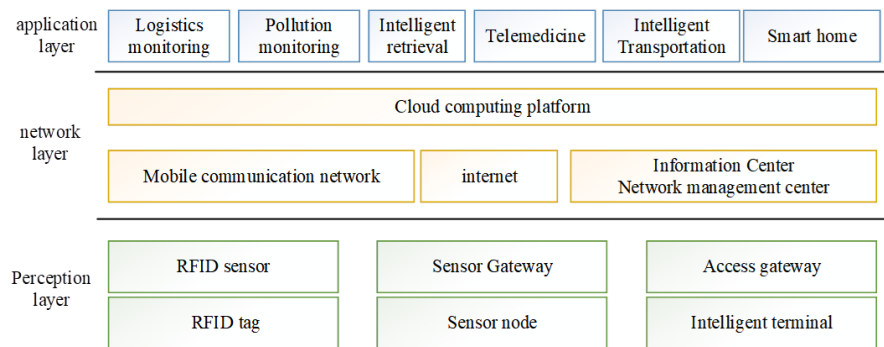 application
layer
Logistics
monitoring
Pollution
monitoring
Intelligent
retrieval
Telemedicine
Intelligent
Transportation
Smart home
network
layer
Cloud computing platform
Mobile communication network
internet
Information Center
Network management center
Perception
layer
RFID sensor
Sensor Gateway
Access gateway
RFID tag
Sensor node
Intelligent terminal